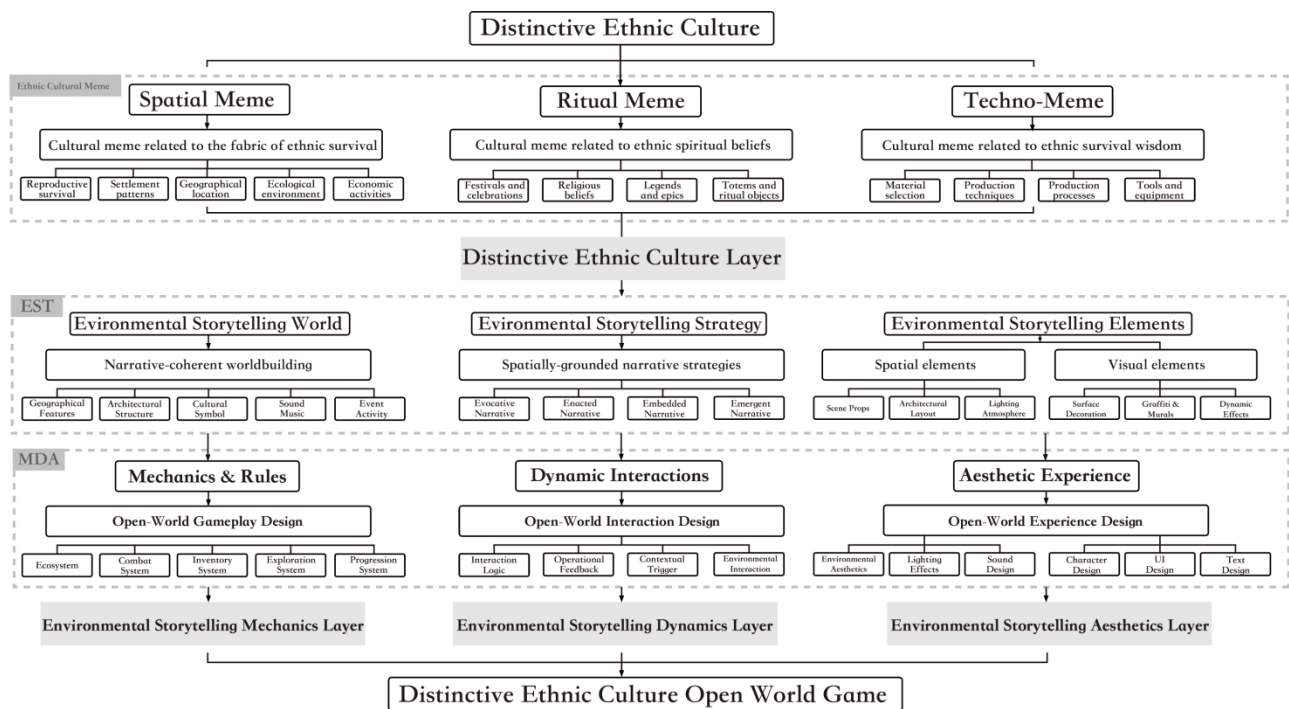 Distinctive Ethnic Culture
Ethnic Cultural Meme
Spatial Meme
Ritual Meme
Techno-Meme
Cultural meme related to the fabric of ethnic survival
Cultural meme related to ethnic spiritual beliefs
Cultural meme related to ethnic survival wisdom
Reproductive
survival
Settlement
patterns
Geographical
location
Ecological
environment
Economic
activities
Festivals and
celebrations
Religious
beliefs
Legends
and epics
Totems and
ritual objects
Material
selection
Production
techniques
Production
processes
Tools and
equipment
Distinctive Ethnic Culture Layer
EST
Evironmental Storytelling World
Evironmental Storytelling Strategy
Evironmental Storytelling Elements
Narrative-coherent worldbuilding
Spatially-grounded narrative strategies
Spatial elements
Visual elements
Geographical
Features
Architectural
Structure
Cultural
Symbol
Sound
Music
Event
Activity
Evocative
Narrative
Enacted
Narrative
Embedded
Narrative
Emergent
Narrative
Scene Props
Architectural
Layout
Lighting
Atmosphere
Surface
Decoration
Graffiti &
Murals
Dynamic
Effects
MDA
Mechanics & Rules
Dynamic Interactions
Aesthetic Experience
Open-World Gameplay Design
Open-World Interaction Design
Open-World Experience Design
Ecosystem
Combat
System
Inventory
System
Exploration
System
Progression
System
Interaction
Logic
Operational
Feedback
Contextual
Trigger
Environmental
Interaction
Environmental
Aesthetics
Lighting
Effects
Sound
Design
Character
Design
UI
Design
Text
Design
Environmental Storytelling Mechanics Layer
Environmental Storytelling Dynamics Layer
Environmental Storytelling Aesthetics Layer
Distinctive Ethnic Culture Open World Game